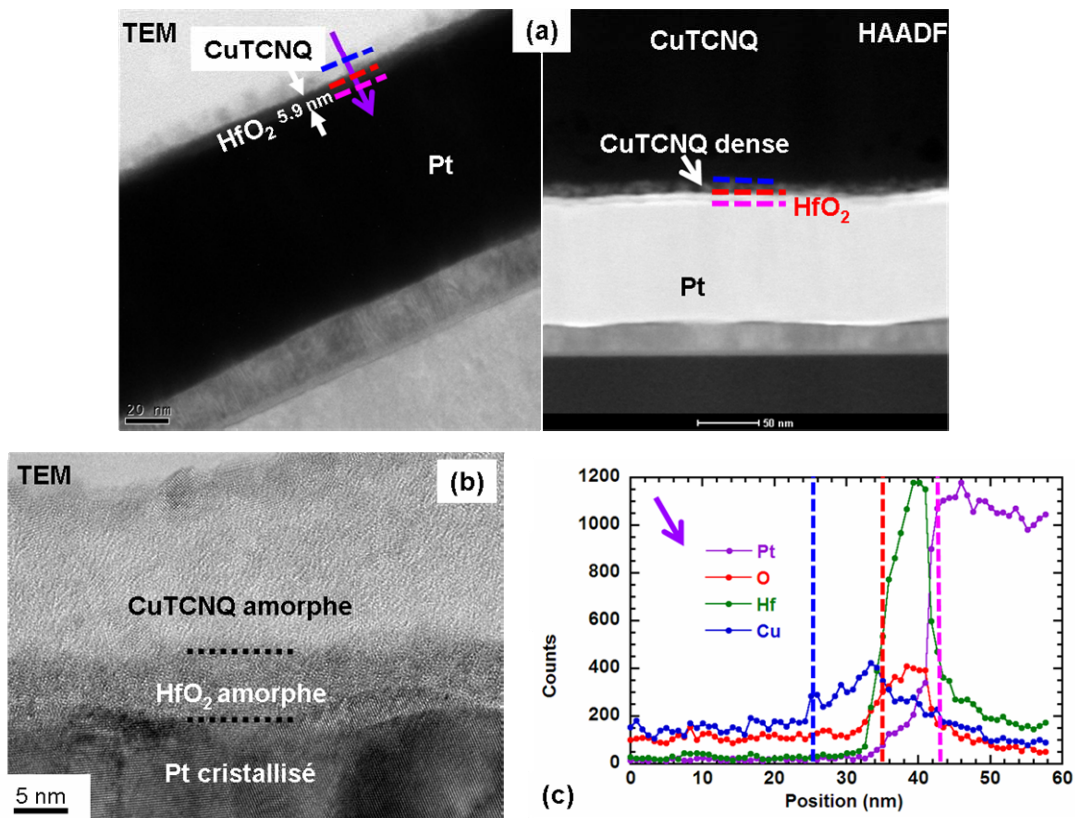 TEM
(a)
CuTCNQ
HfO₂ 5.9 nm
Pt
20 nm
CuTCNQ
HAADF
CuTCNQ dense
HfO₂
Pt
50 nm
TEM
(b)
CuTCNQ amorphe
HfO₂ amorphe
Pt cristallisé
5 nm
1200
1000
800
600
400
200
0
Counts
Pt
O
Hf
Cu
0 10 20 30 40 50 60
Position (nm)
(c)